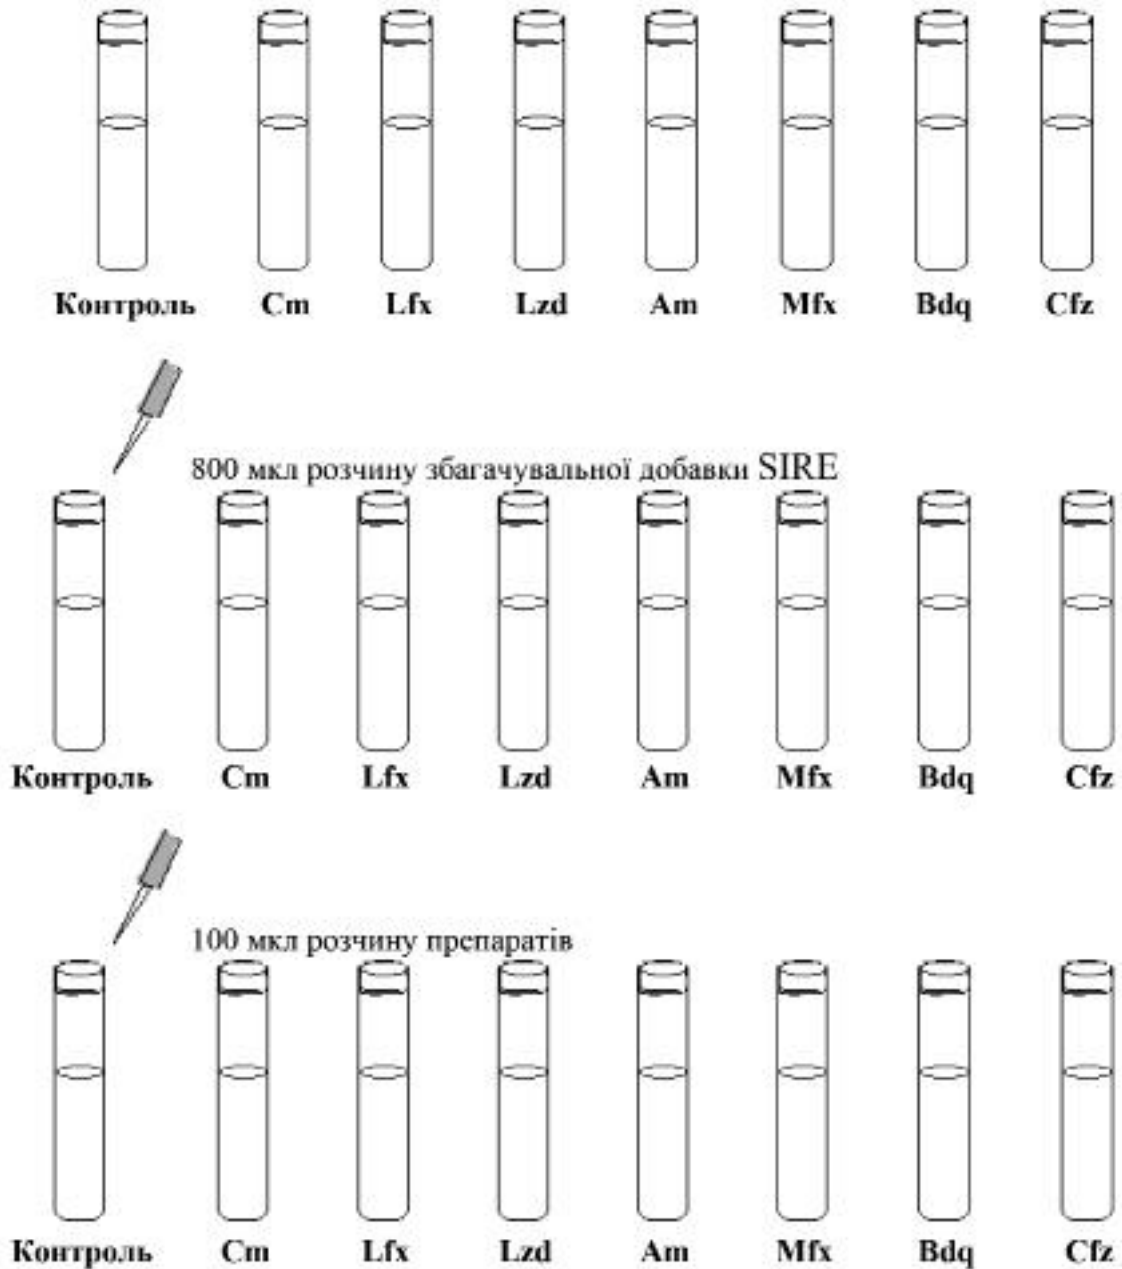 Контроль Cm Lfx Lzd Am Mfx Bdq Cfz
800 мкл розчину збагачувальної добавки SIRE
Контроль Cm Lfx Lzd Am Mfx Bdq Cfz
100 мкл розчину препаратів
Контроль Cm Lfx Lzd Am Mfx Bdq Cfz